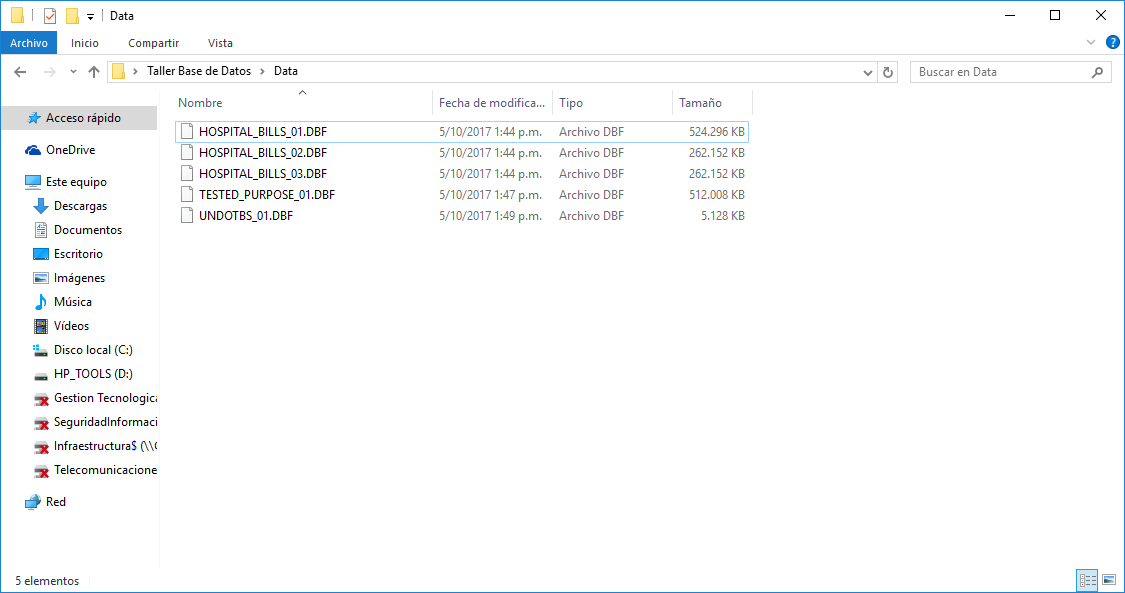 Data
Archivo Inicio Compartir Vista
Taller Base de Datos Data
Buscar en Data
Nombre Fecha de modifica... Tipo Tamaño
HOSPITAL_BILLS_01.DBF 5/10/2017 1:44 p.m. Archivo DBF 524.296 KB
HOSPITAL_BILLS_02.DBF 5/10/2017 1:44 p.m. Archivo DBF 262.152 KB
HOSPITAL_BILLS_03.DBF 5/10/2017 1:44 p.m. Archivo DBF 262.152 KB
TESTED_PURPOSE_01.DBF 5/10/2017 1:47 p.m. Archivo DBF 512.008 KB
UNDOTBS_01.DBF 5/10/2017 1:49 p.m. Archivo DBF 5.128 KB
Acceso rápido
OneDrive
Este equipo
Descargas
Documentos
Escritorio
Imágenes
Música
Vídeos
Disco local (C:)
HP_TOOLS (D:)
Gestion Tecnologica
SeguridadInformaci
Infraestructura$ (\\
Telecomunicacione
Red
5 elementos